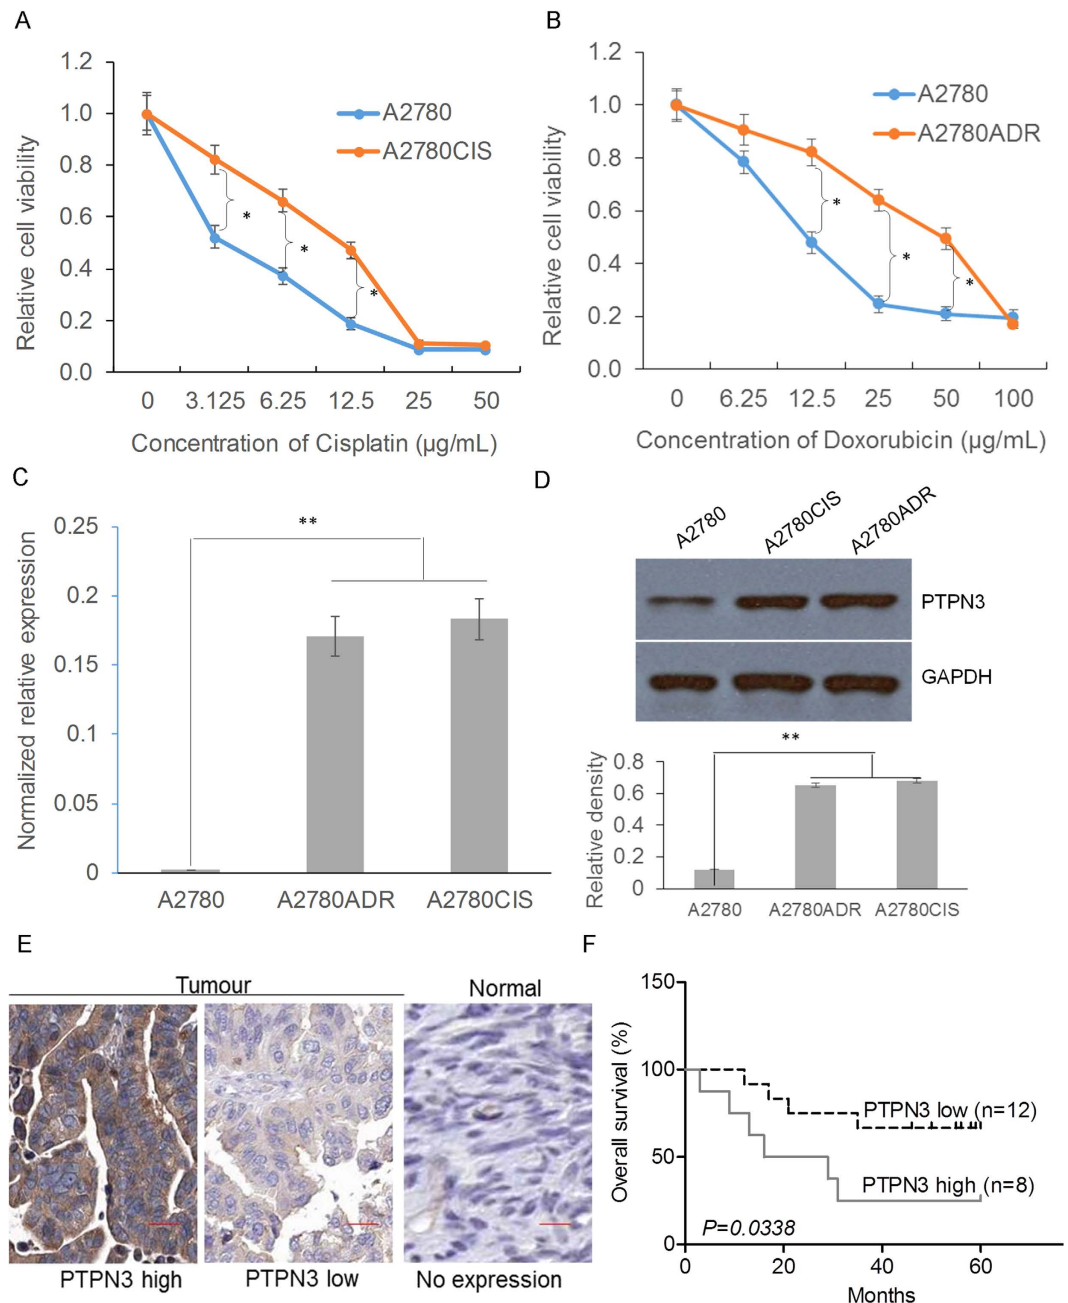 A
1.2
1.0
0.8
0.6
0.4
0.2
0.0
Relative cell viability
A2780
A2780CIS
*
*
*
0 3.125 6.25 12.5 25 50
Concentration of Cisplatin (µg/mL)
B
1.2
1.0
0.8
0.6
0.4
0.2
0.0
Relative cell viability
A2780
A2780ADR
*
*
*
0 6.25 12.5 25 50 100
Concentration of Doxorubicin (µg/mL)
C
0.25
0.2
0.15
0.1
0.05
0
Normalized relative expression
**
A2780 A2780ADR A2780CIS
D
A2780 A2780CIS A2780ADR
PTPN3
GAPDH
0.8
0.6
0.4
0.2
0
Relative density
**
A2780 A2780ADR A2780CIS
E
Tumour Normal
PTPN3 high PTPN3 low No expression
F
150
100
50
0
Overall survival (%)
PTPN3 low (n=12)
PTPN3 high (n=8)
P=0.0338
0 20 40 60
Months